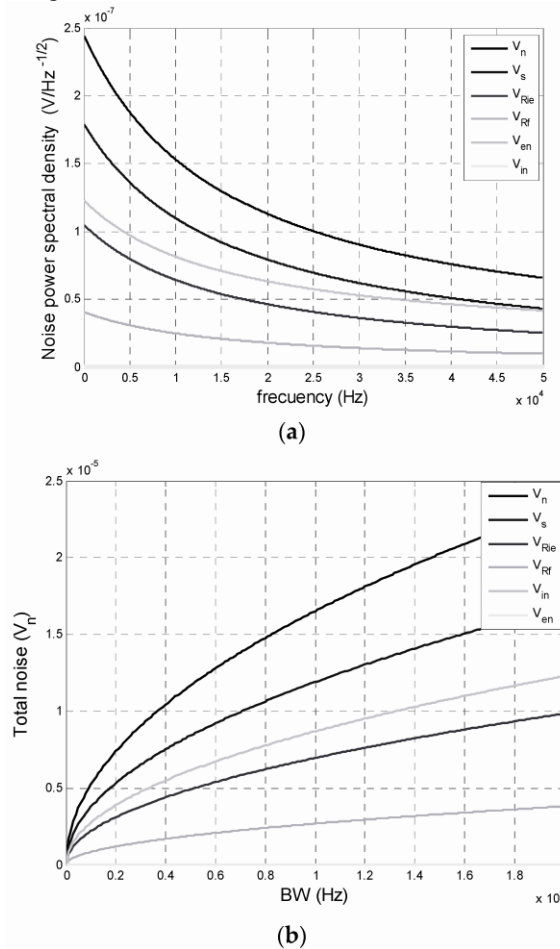 x 10⁻⁷
Noise power spectral density (V/Hz⁻¹/²)
2.5
2
1.5
1
0.5
0
0 0.5 1 1.5 2 2.5 3 3.5 4 4.5 5
x 10⁴
frecuency (Hz)
Vn
Vs
VRie
VRf
Ven
Vin
(a)
x 10⁻⁵
Total noise (Vn)
2.5
2
1.5
1
0.5
0
0 0.2 0.4 0.6 0.8 1 1.2 1.4 1.6 1.8 2
x 10
BW (Hz)
Vn
Vs
VRie
VRf
Vin
Ven
(b)